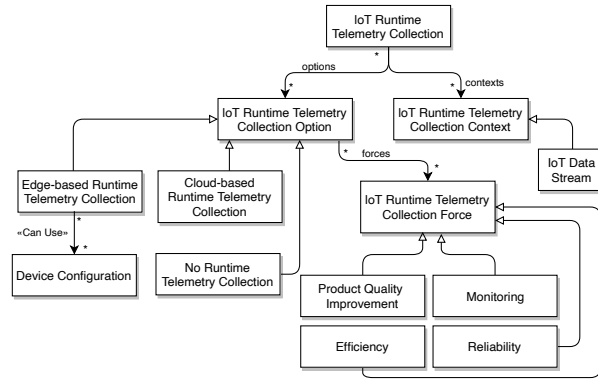 IoT Runtime
Telemetry Collection
*
options
contexts
*
*
IoT Runtime Telemetry
Collection Option
IoT Runtime Telemetry
Collection Context
*
forces
*
IoT Data
Stream
Edge-based Runtime
Telemetry Collection
Cloud-based
Runtime Telemetry
Collection
IoT Runtime Telemetry
Collection Force
*
«Can Use»
*
Device Configuration
No Runtime
Telemetry Collection
Product Quality
Improvement
Monitoring
Efficiency
Reliability